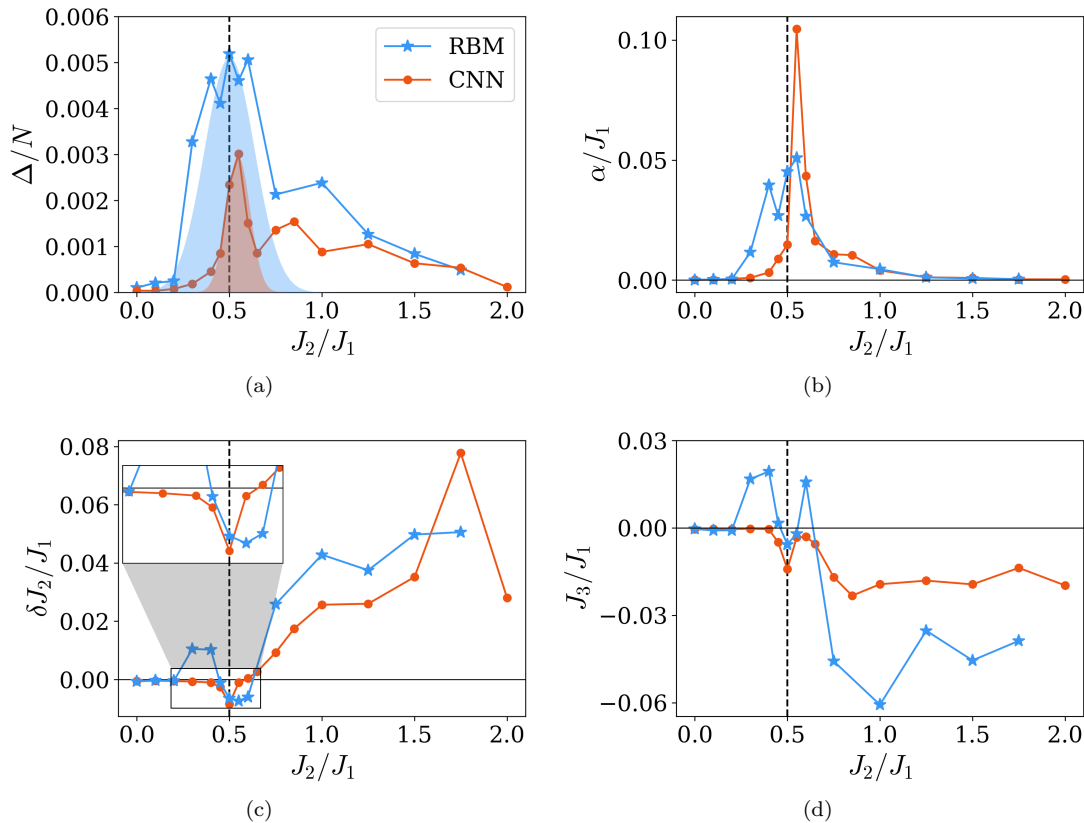 0.006
0.005
0.004
0.003
0.002
0.001
0.000
Δ/N
RBM
CNN
0.0 0.5 1.0 1.5 2.0
J₂/J₁
(a)
0.10
0.05
0.00
α/J₁
0.0 0.5 1.0 1.5 2.0
J₂/J₁
(b)
0.08
0.06
0.04
0.02
0.00
δJ₂/J₁
0.0 0.5 1.0 1.5 2.0
J₂/J₁
(c)
0.03
0.00
−0.03
−0.06
J₃/J₁
0.0 0.5 1.0 1.5 2.0
J₂/J₁
(d)